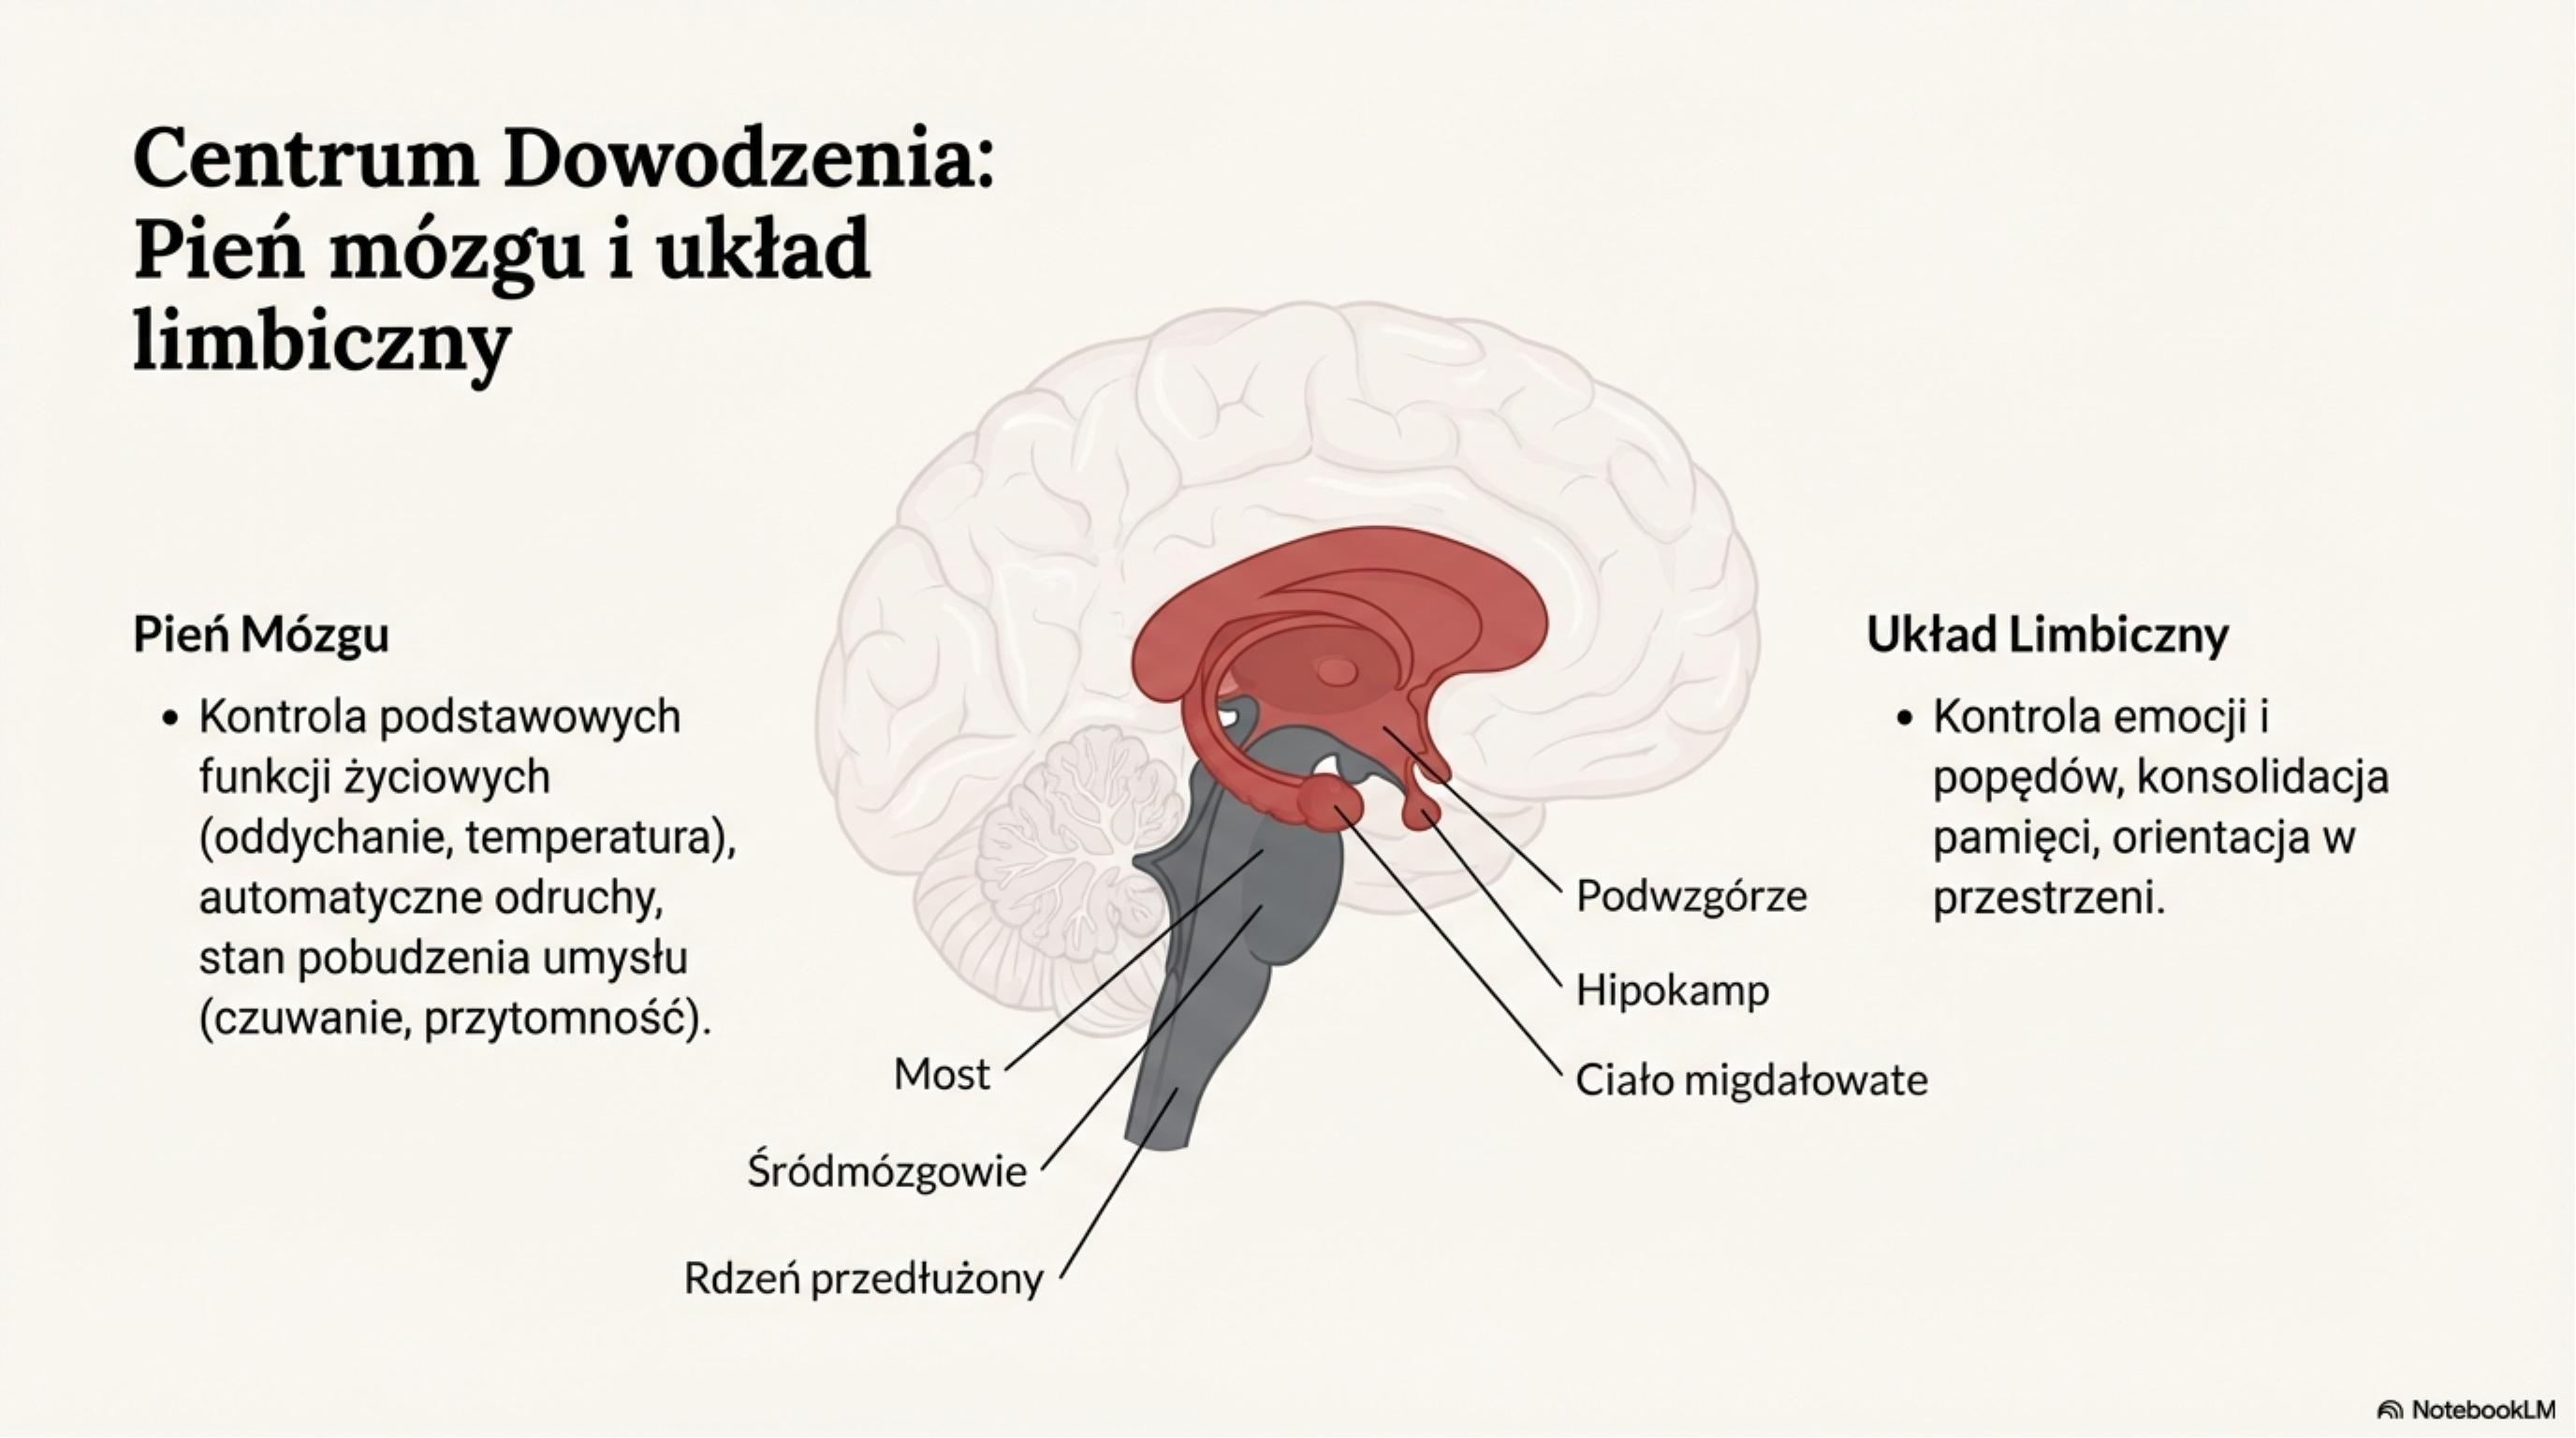 Centrum Dowodzenia:
Pień mózgu i układ
limbiczny
Pień Mózgu
• Kontrola podstawowych
funkcji życiowych
(oddychanie, temperatura),
automatyczne odruchy,
stan pobudzenia umysłu
(czuwanie, przytomność).
Układ Limbiczny
• Kontrola emocji i
popędów, konsolidacja
pamięci, orientacja w
przestrzeni.
Podwzgórze
Hipokamp
Ciało migdałowate
Most
Śródmózgowie
Rdzeń przedłużony
NotebookLM